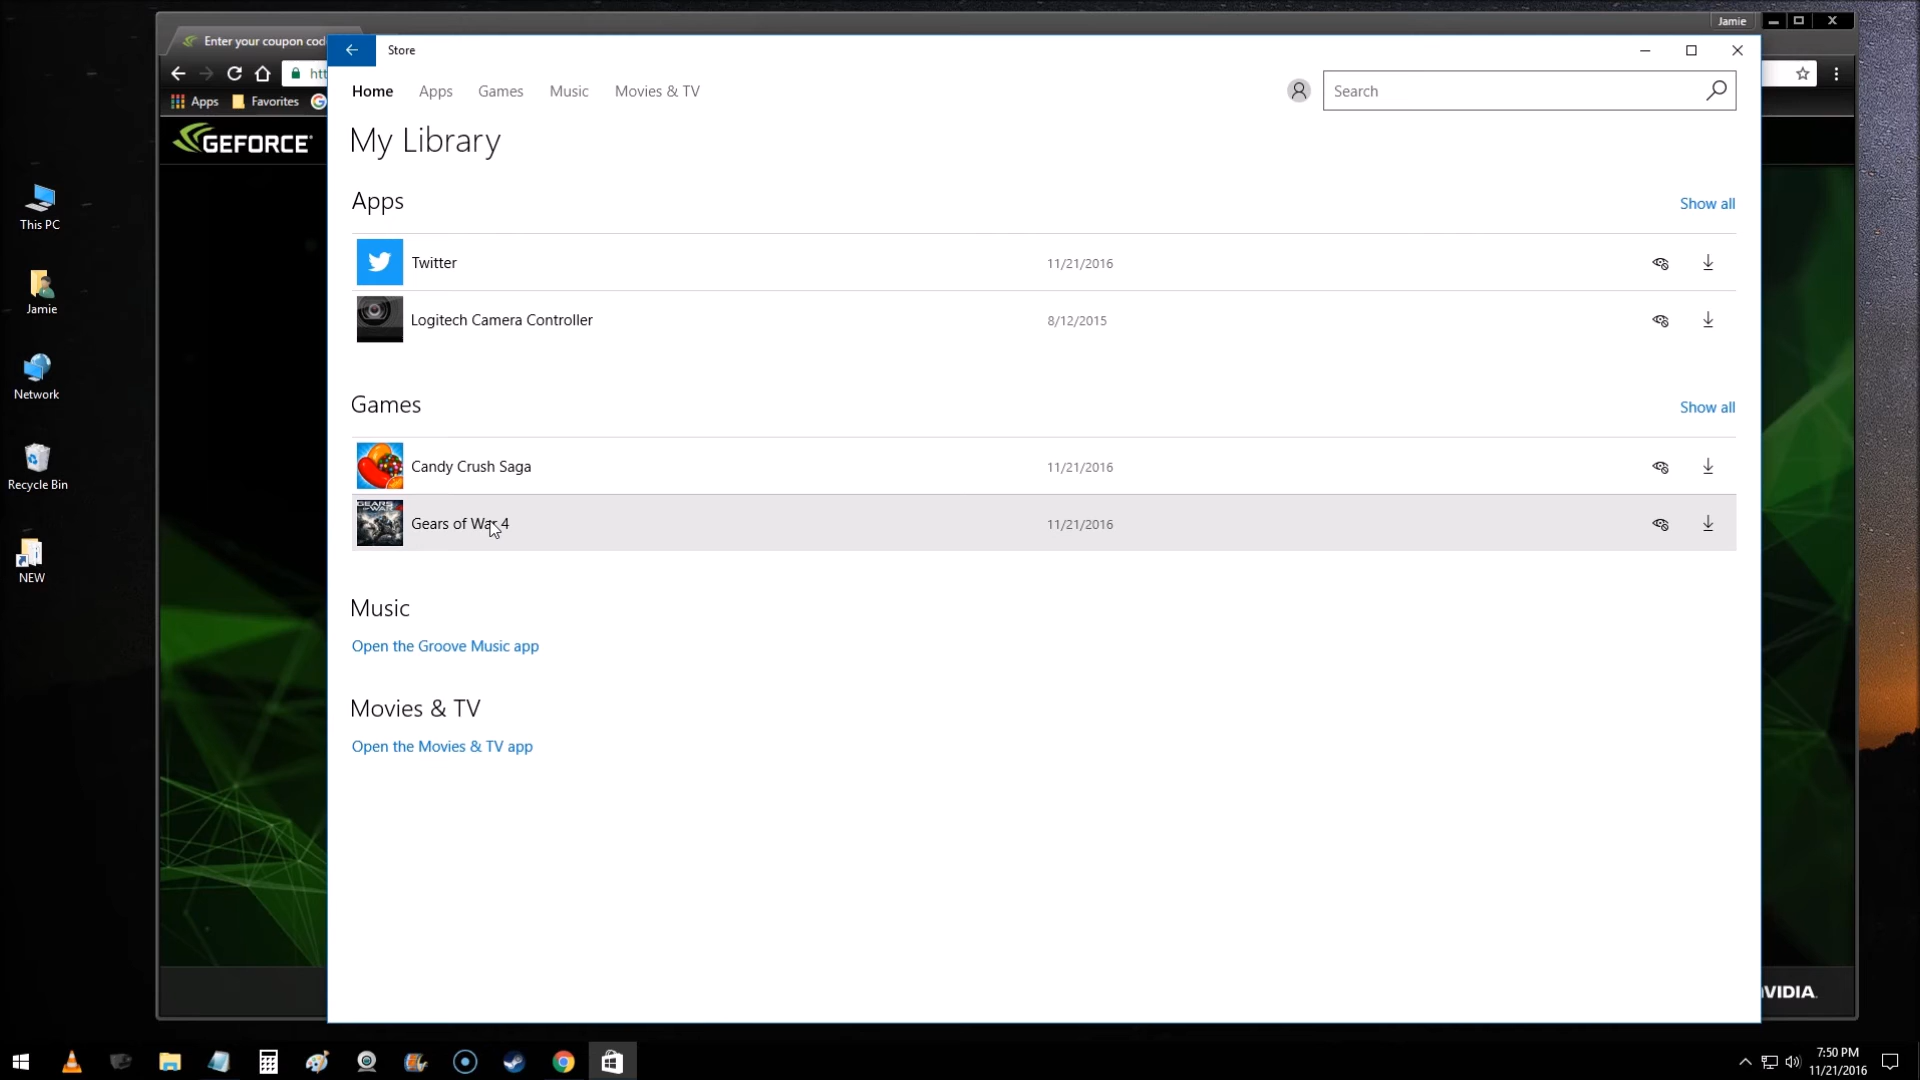 Jamie
Enter your coupon cod
Store
htt
Apps
Favorites
Home
Apps
Games
Music
Movies & TV
Search
GEFORCE
My Library
Apps
Show all
Twitter
11/21/2016
Logitech Camera Controller
8/12/2015
Games
Show all
Candy Crush Saga
11/21/2016
Gears of War 4
11/21/2016
Music
Open the Groove Music app
Movies & TV
Open the Movies & TV app
This PC
Jamie
Network
Recycle Bin
NEW
VIDIA.
7:50 PM
11/21/2016